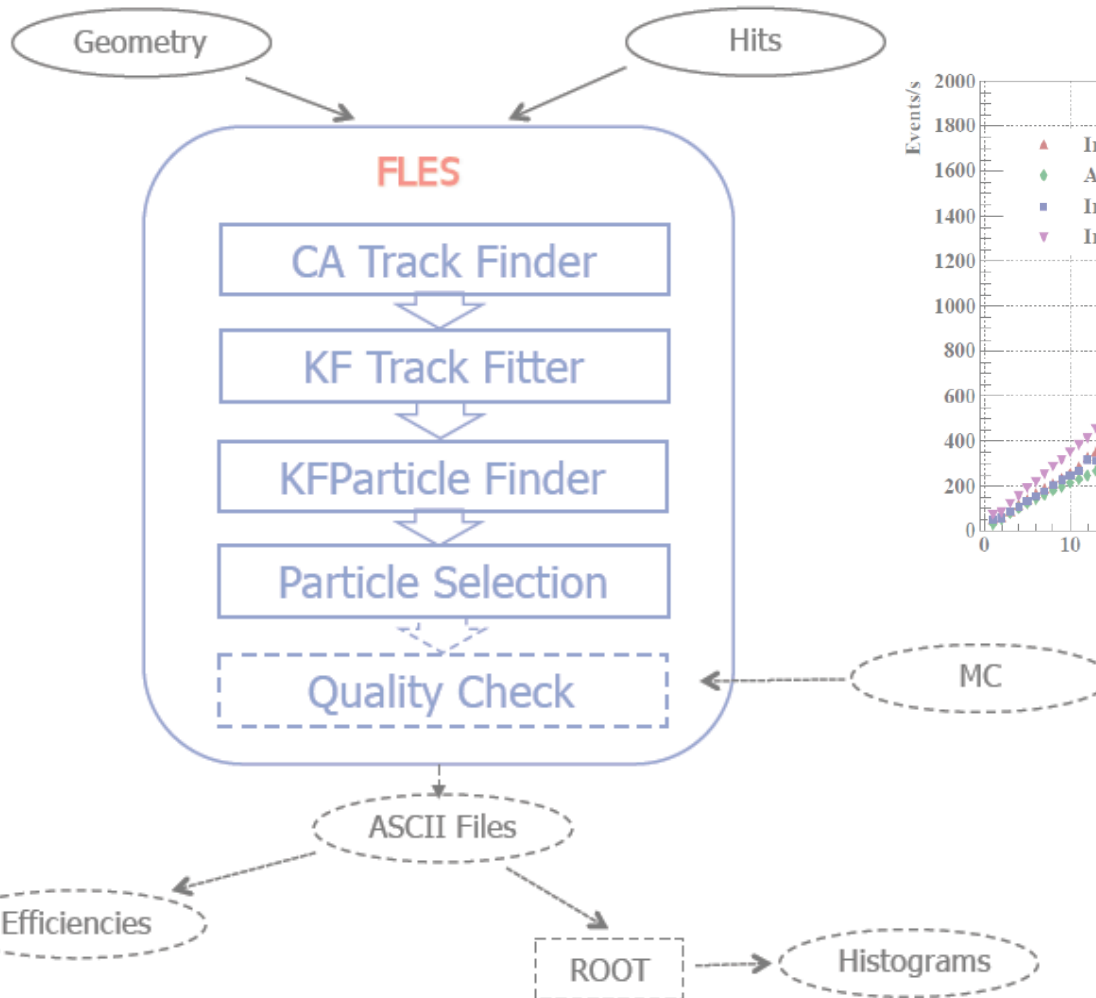 Geometry
Hits
FLES
CA Track Finder
KF Track Fitter
KFParticle Finder
Particle Selection
Quality Check
MC
ASCII Files
Efficiencies
ROOT
Histograms
Events/s
2000
1800
1600
1400
1200
1000
800
600
400
200
0
0 10